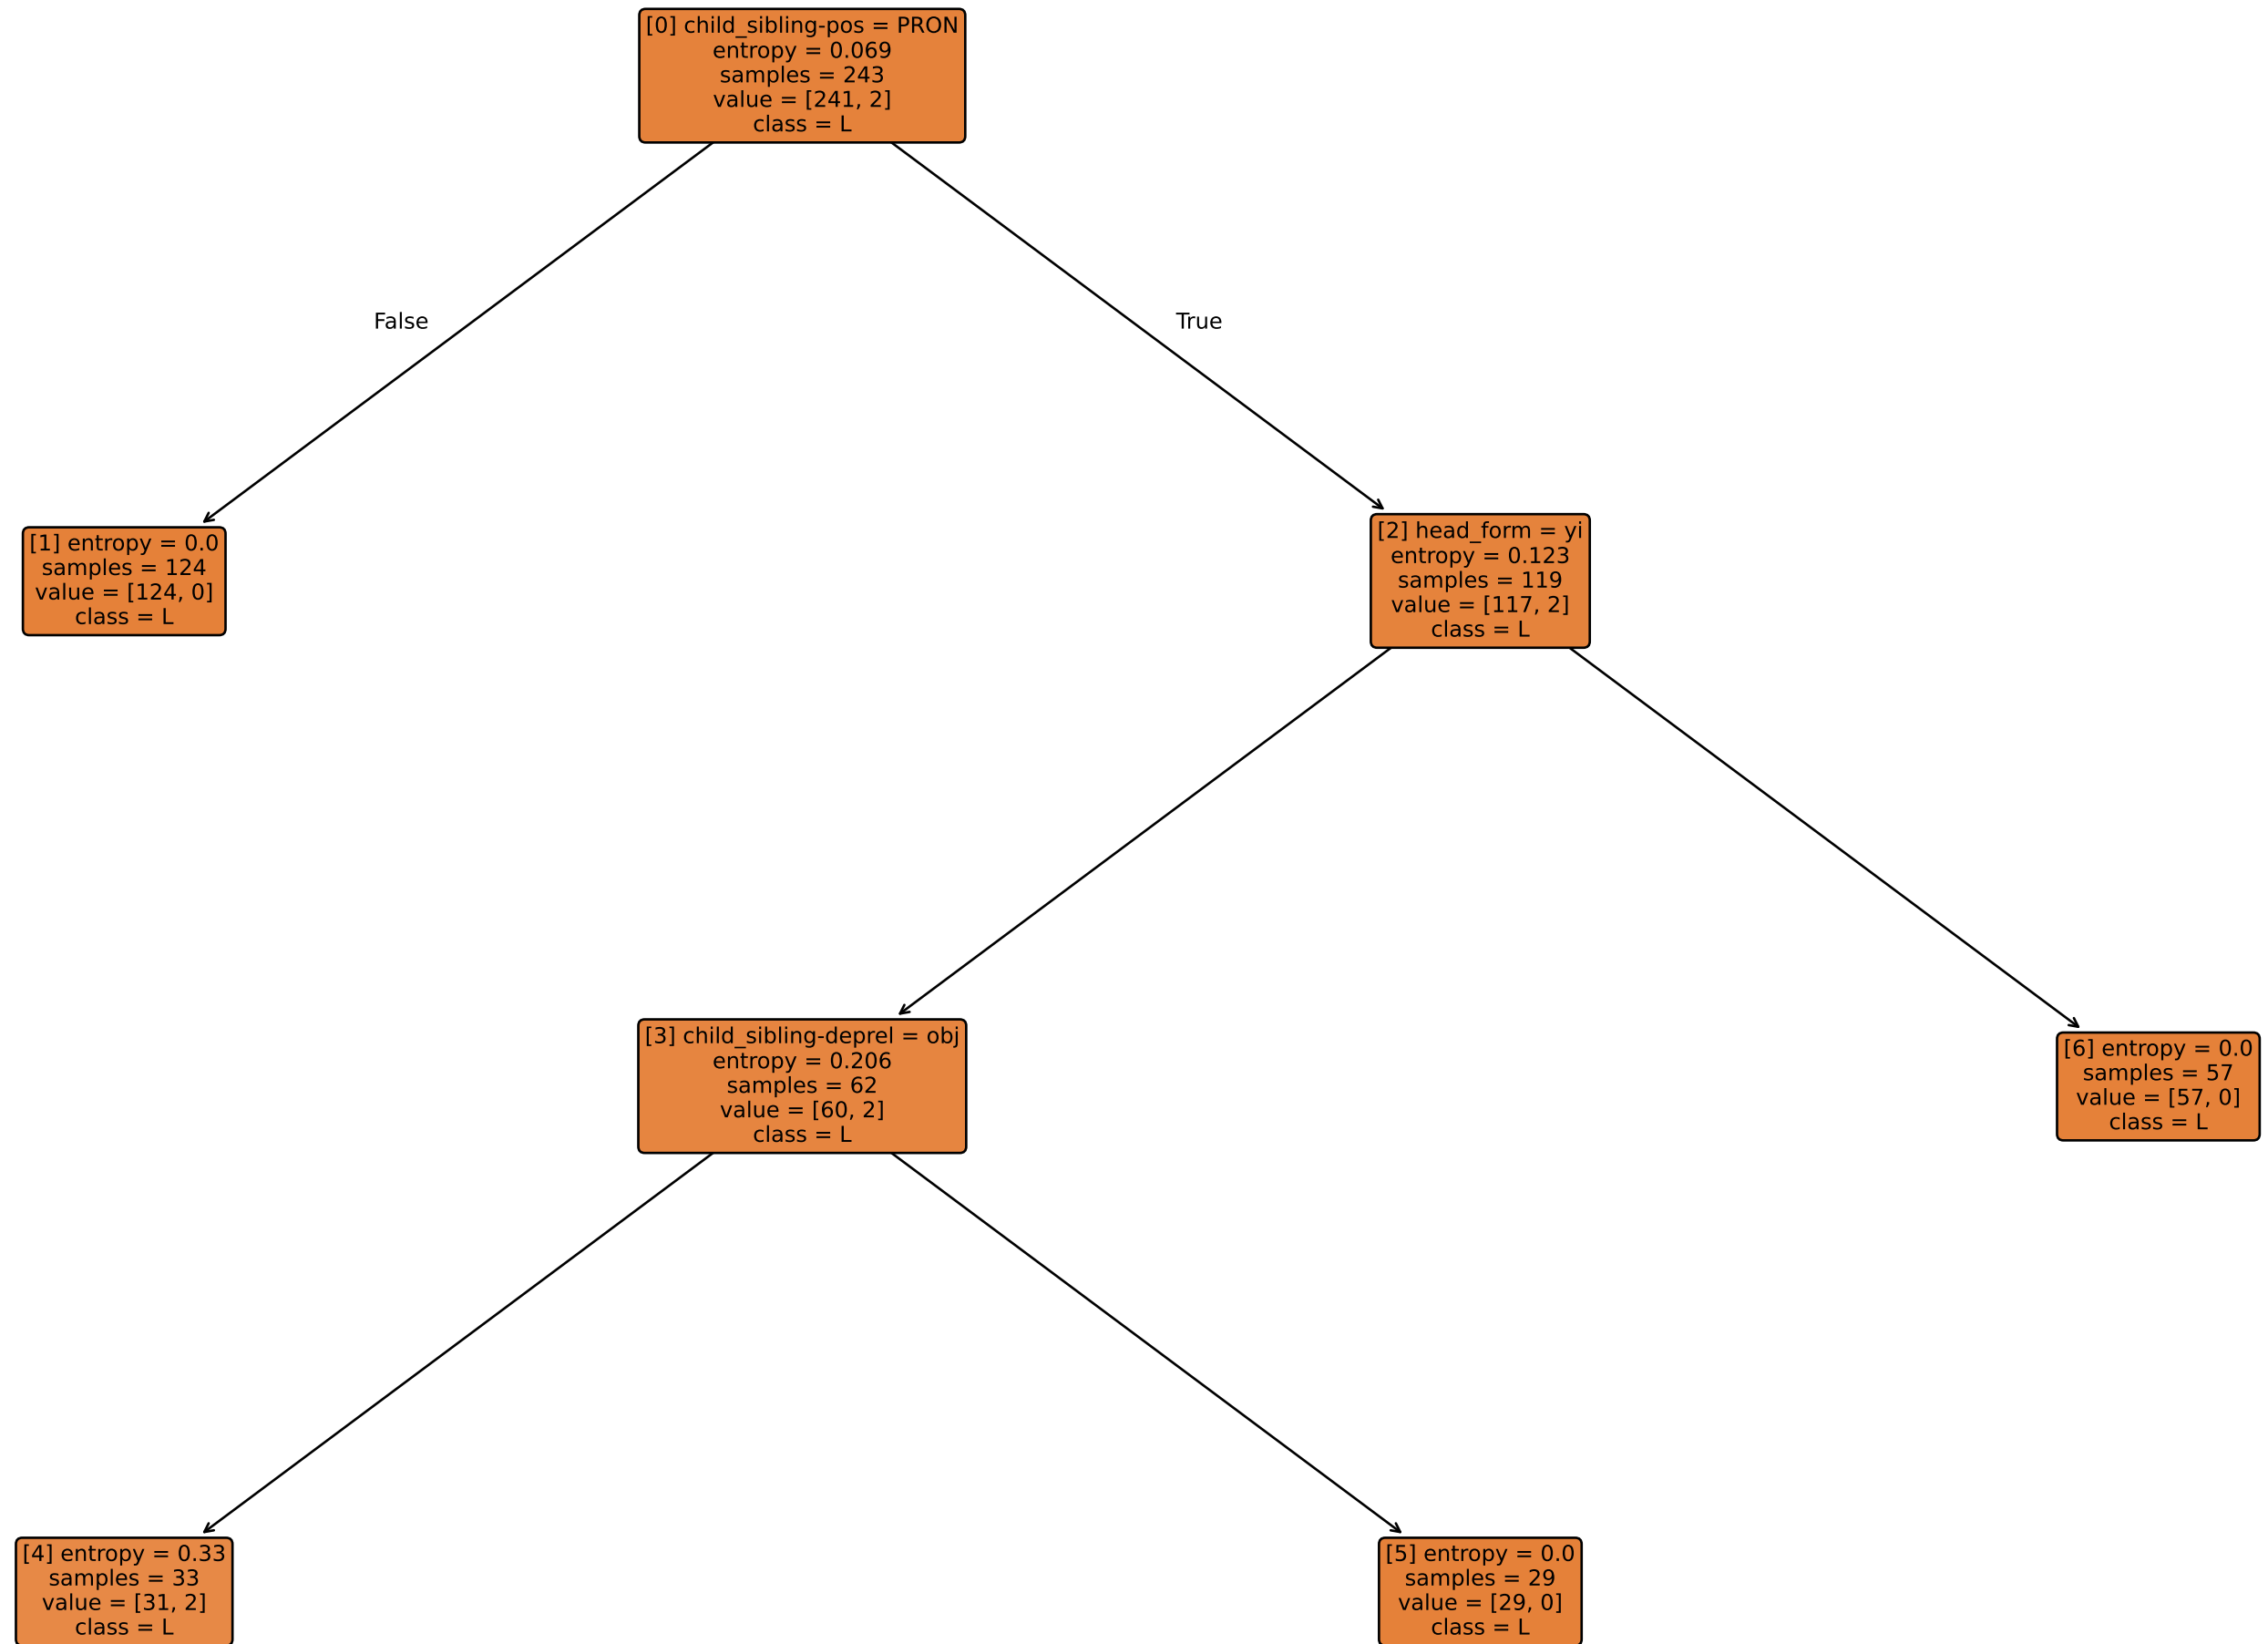 [0] child_sibling-pos = PRON
entropy = 0.069
samples = 243
value = [241, 2]
class = L
False
True
[1] entropy = 0.0
samples = 124
value = [124, 0]
class = L
[2] head_form = yi
entropy = 0.123
samples = 119
value = [117, 2]
class = L
[3] child_sibling-deprel = obj
entropy = 0.206
samples = 62
value = [60, 2]
class = L
[6] entropy = 0.0
samples = 57
value = [57, 0]
class = L
[4] entropy = 0.33
samples = 33
value = [31, 2]
class = L
[5] entropy = 0.0
samples = 29
value = [29, 0]
class = L